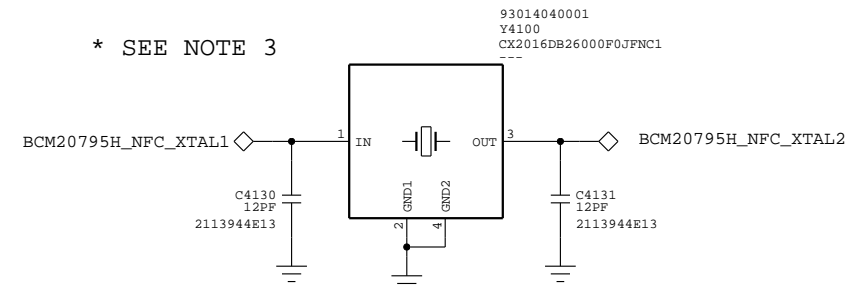 93014040001
Y4100
CX2016DB26000F0JFNC1
---
* SEE NOTE 3
BCM20795H_NFC_XTAL1
1
IN
OUT
3
BCM20795H_NFC_XTAL2
GND1
GND2
2
4
C4130
12PF
2113944E13
C4131
12PF
2113944E13